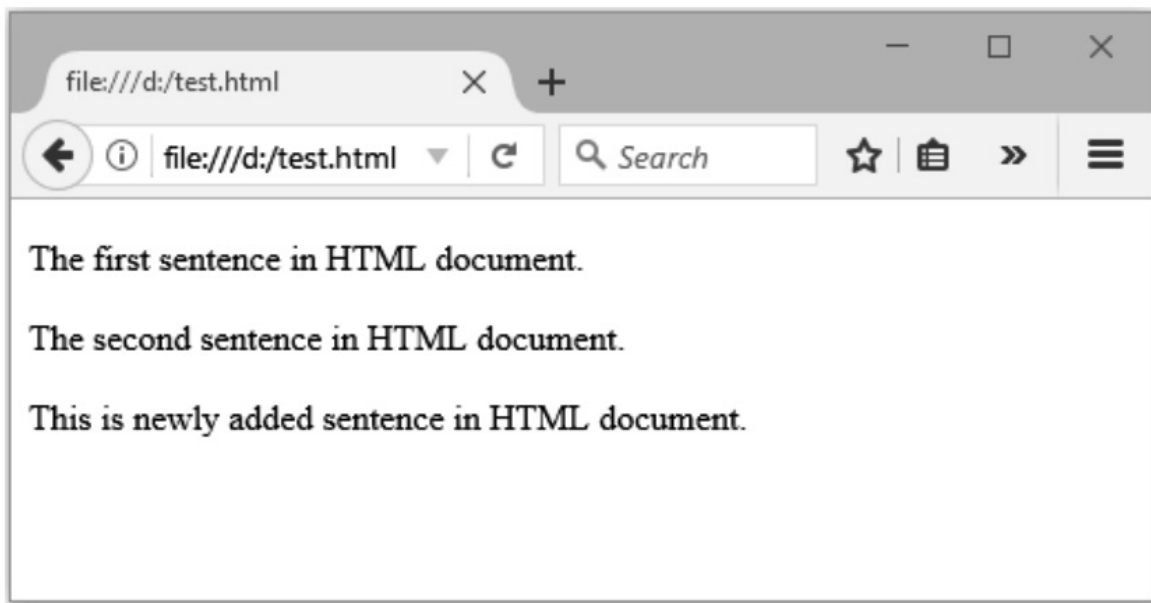 file:///d:/test.html
file:///d:/test.html
Search
The first sentence in HTML document.
The second sentence in HTML document.
This is newly added sentence in HTML document.